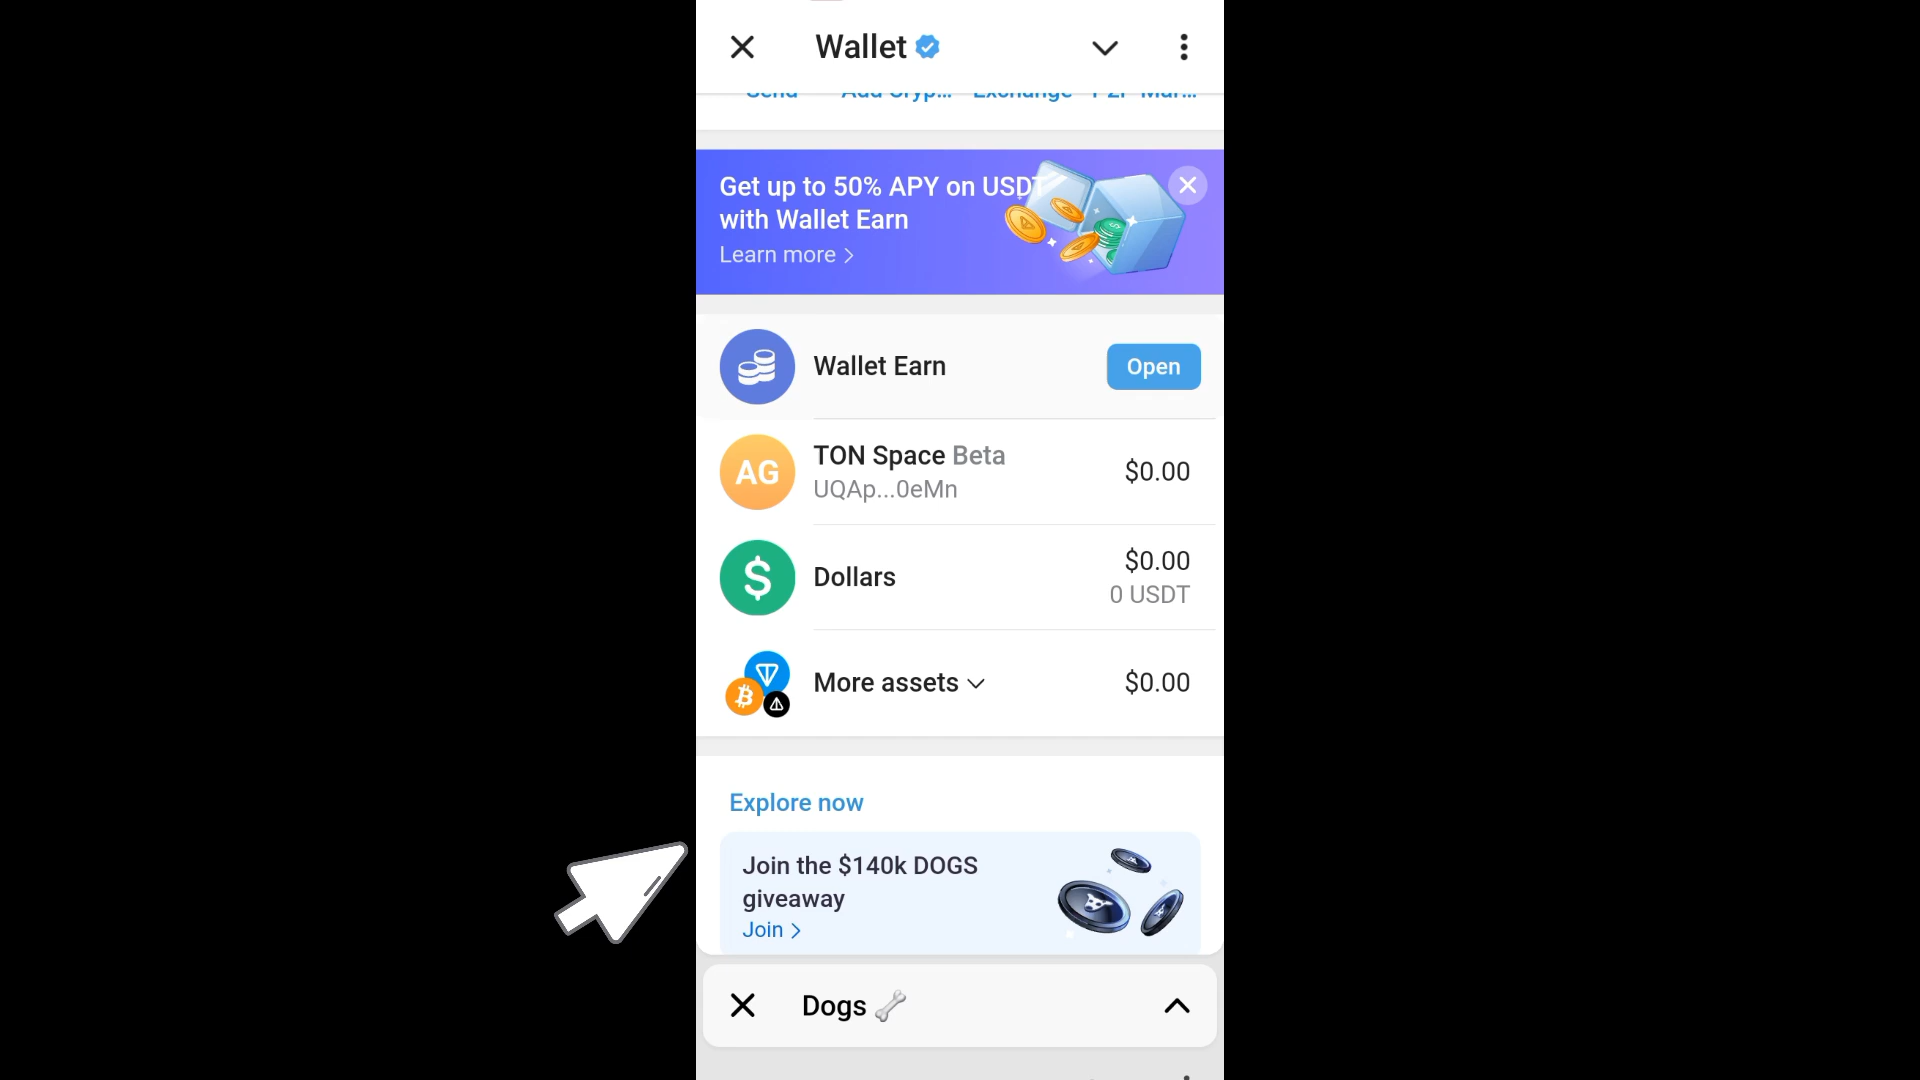 Wallet
Send Add Cryp... Exchange P2P Mar...
Get up to 50% APY on USDT
with Wallet Earn
Learn more >
Wallet Earn
Open
AG
TON Space Beta
UQAp...0eMn
$0.00
$
Dollars
$0.00
0 USDT
More assets
$0.00
Explore now
Join the $140k DOGS
giveaway
Join >
Dogs 🦴